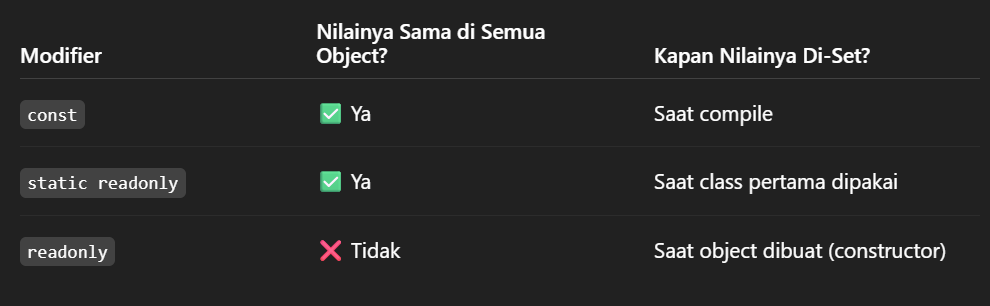 Modifier
Nilainya Sama di Semua
Object?
Kapan Nilainya Di-Set?
const
✅ Ya
Saat compile
static readonly
✅ Ya
Saat class pertama dipakai
readonly
❌ Tidak
Saat object dibuat (constructor)